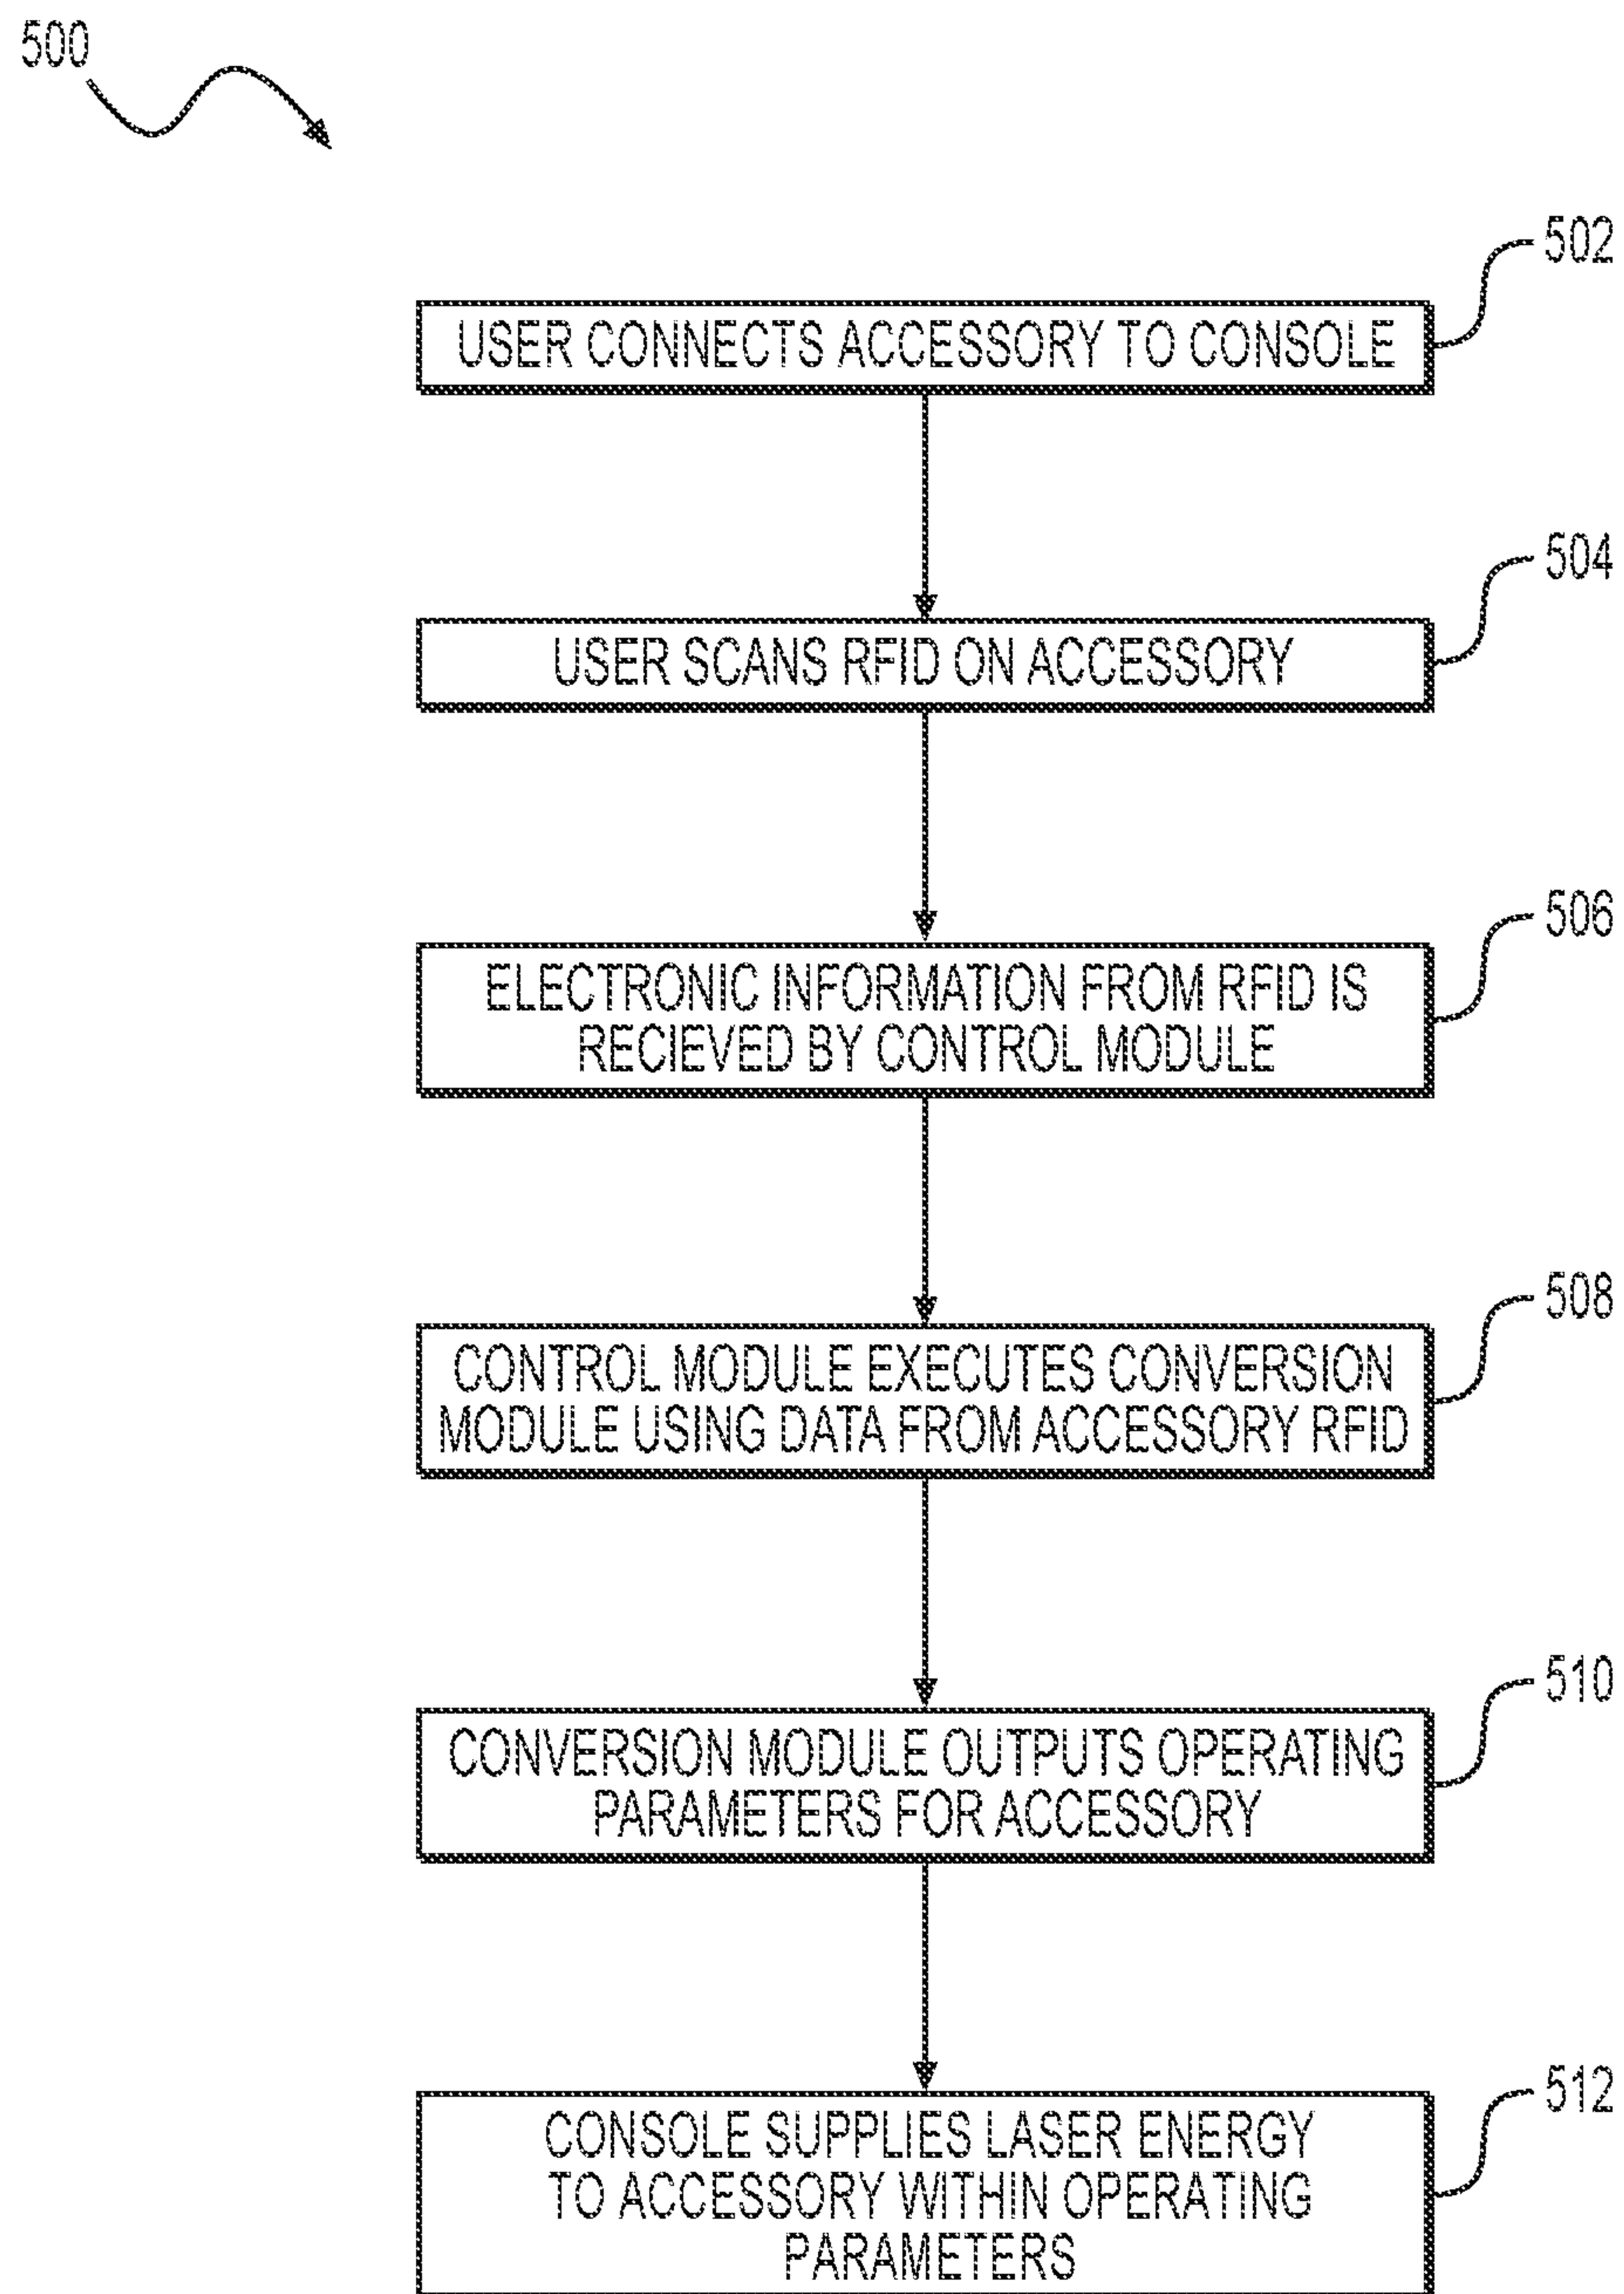 500
502
USER CONNECTS ACCESSORY TO CONSOLE
504
USER SCANS RFID ON ACCESSORY
506
ELECTRONIC INFORMATION FROM RFID IS
RECIEVED BY CONTROL MODULE
508
CONTROL MODULE EXECUTES CONVERSION
MODULE USING DATA FROM ACCESSORY RFID
510
CONVERSION MODULE OUTPUTS OPERATING
PARAMETERS FOR ACCESSORY
512
CONSOLE SUPPLIES LASER ENERGY
TO ACCESSORY WITHIN OPERATING
PARAMETERS